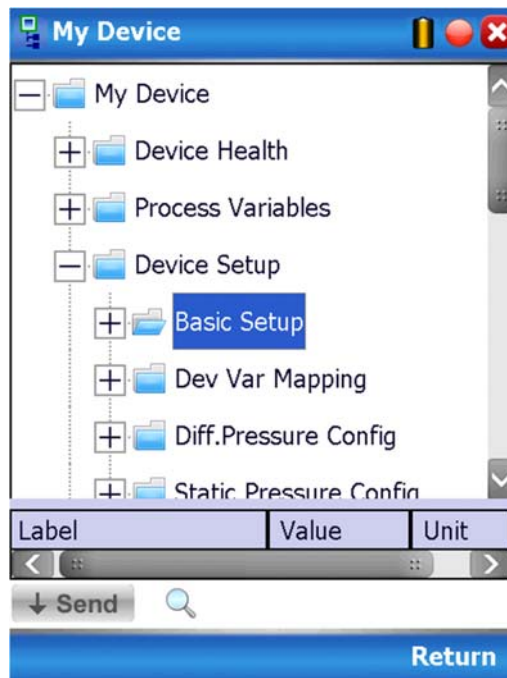 My Device
My Device
Device Health
Process Variables
Device Setup
Basic Setup
Dev Var Mapping
Diff.Pressure Config
Static Pressure Config
Label Value Unit
Send
Return